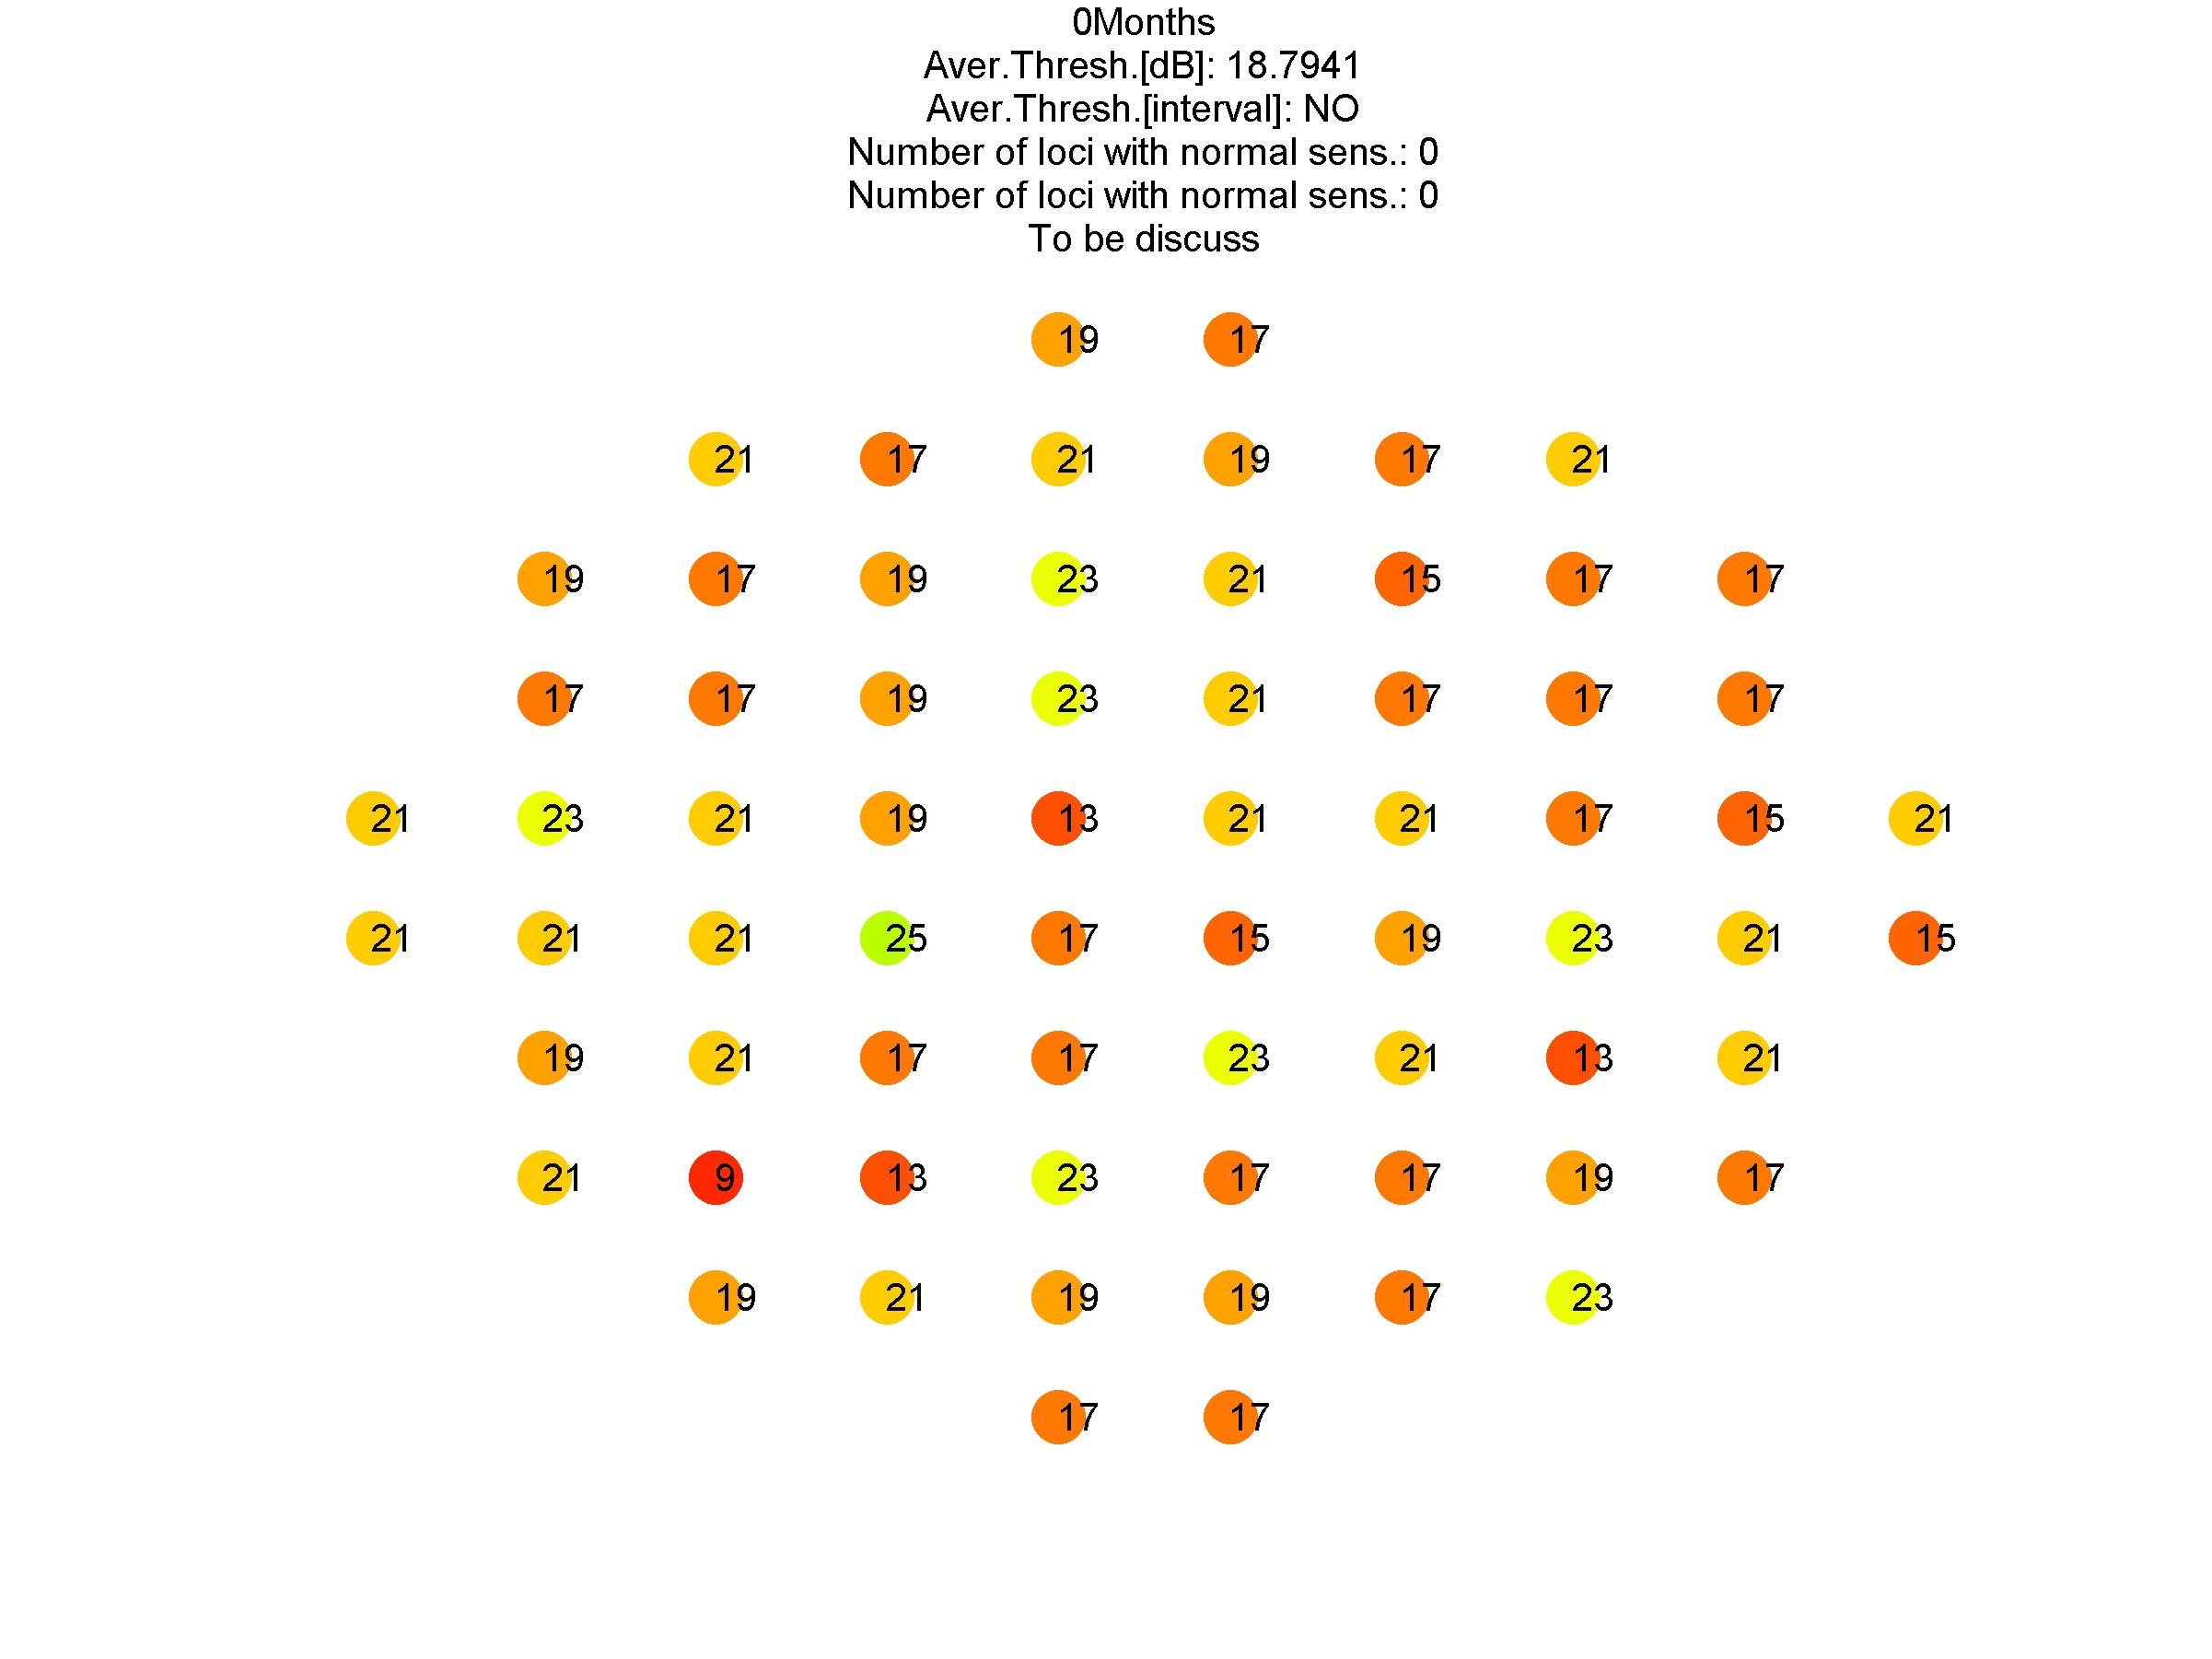 0Months
Aver.Thresh.[dB]: 18.7941
Aver.Thresh.[interval]: NO
Number of loci with normal sens.: 0
Number of loci with normal sens.: 0
To be discuss
19 17
21 17 21 19 17 21
19 17 19 23 21 15 17 17
17 17 19 23 21 17 17 17
21 23 21 19 13 21 21 17 15 21
21 21 21 25 17 15 19 23 21 15
19 21 17 17 23 21 13 21
21 9 13 23 17 17 19 17
19 21 19 19 17 23
17 17